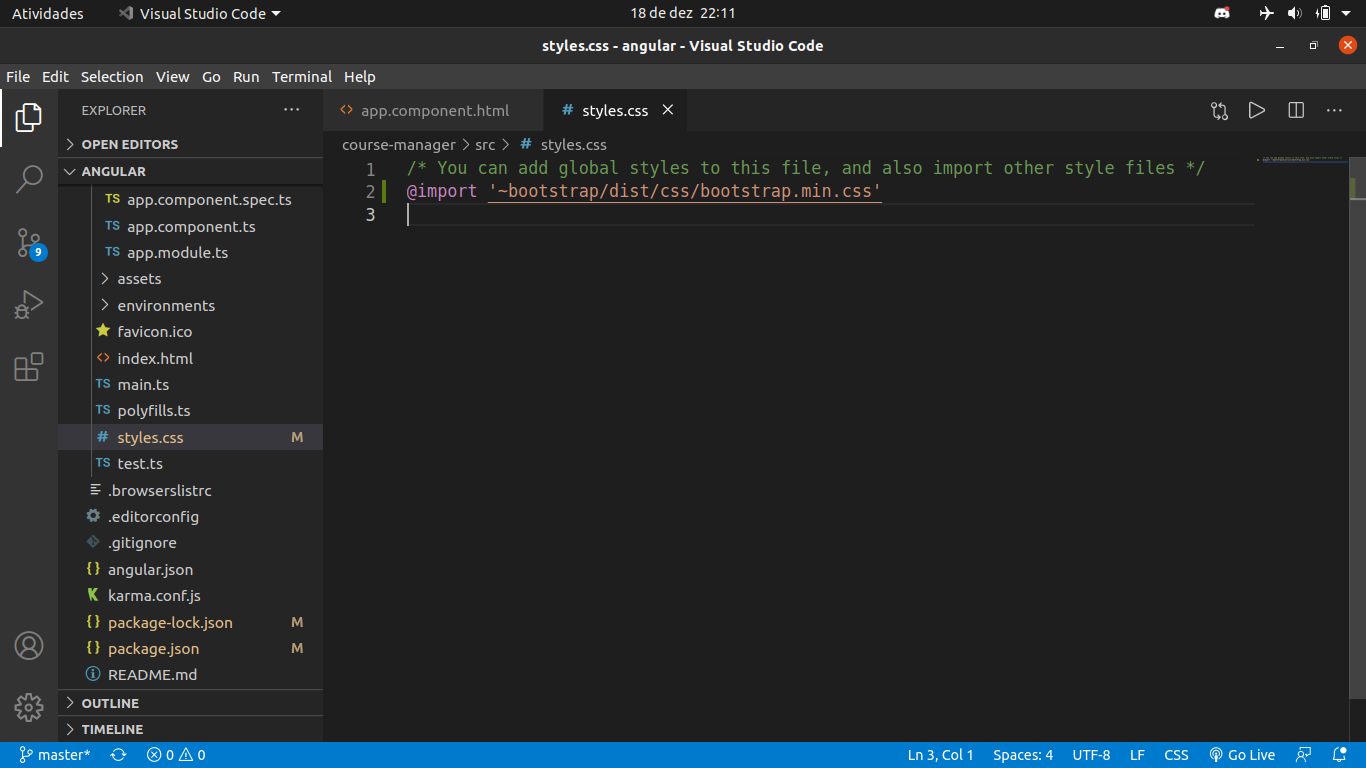 Atividades
Visual Studio Code
18 de dez 22:11
styles.css - angular - Visual Studio Code
File Edit Selection View Go Run Terminal Help
EXPLORER
OPEN EDITORS
ANGULAR
TS app.component.spec.ts
TS app.component.ts
TS app.module.ts
assets
environments
favicon.ico
<> index.html
TS main.ts
TS polyfills.ts
# styles.css M
TS test.ts
.browserslistrc
.editorconfig
.gitignore
{} angular.json
karma.conf.js
{} package-lock.json M
{} package.json M
README.md
OUTLINE
TIMELINE
9
<> app.component.html
# styles.css
course-manager > src > # styles.css
1 /* You can add global styles to this file, and also import other style files */
2 @import '~bootstrap/dist/css/bootstrap.min.css'
3
master* 0 0
Ln 3, Col 1 Spaces: 4 UTF-8 LF CSS Go Live